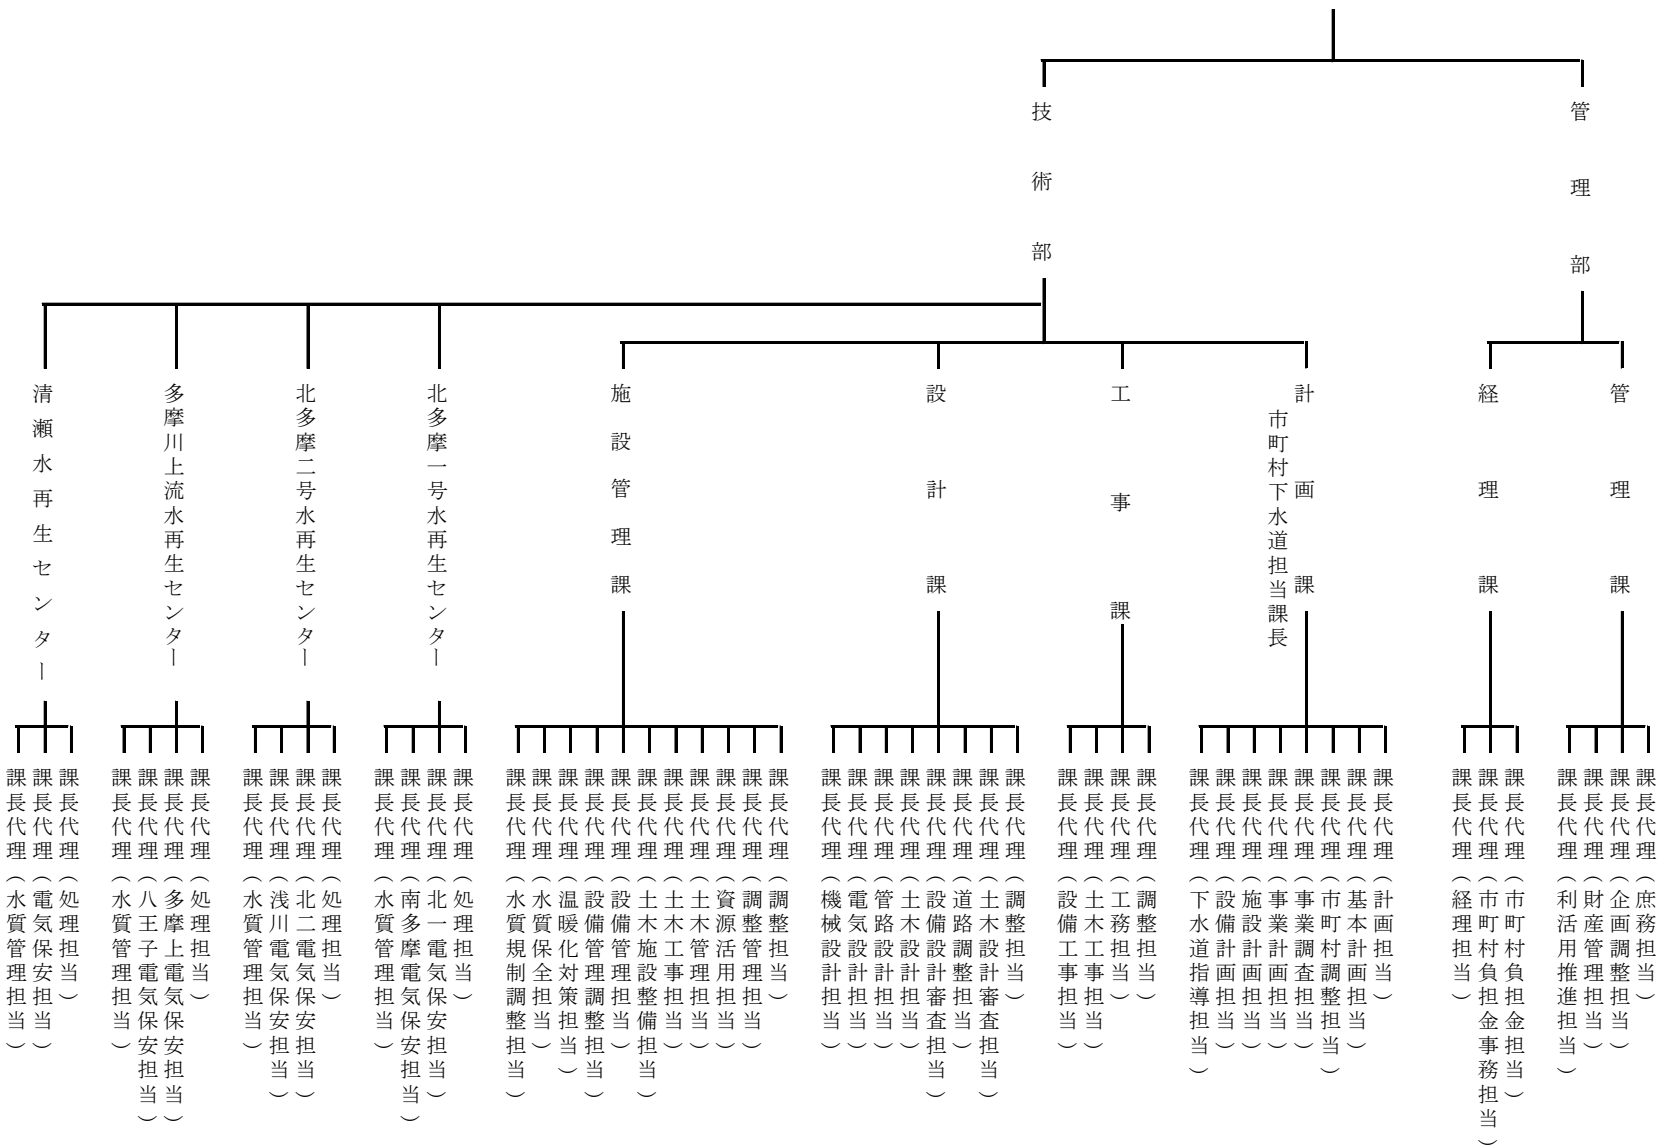 管理部
管理課
課長代理（庶務担当）
課長代理（企画調整担当）
課長代理（財産管理担当）
課長代理（利活用推進担当）
経理課
課長代理（市町村負担金担当）
課長代理（市町村負担金事務担当）
課長代理（経理担当）
技術部
計画課
市町村下水道担当課長
課長代理（計画担当）
課長代理（基本計画担当）
課長代理（市町村調整担当）
課長代理（事業調査担当）
課長代理（事業計画担当）
課長代理（施設計画担当）
課長代理（設備計画担当）
課長代理（下水道指導担当）
工事課
課長代理（調整担当）
課長代理（工務担当）
課長代理（土木工事担当）
課長代理（設備工事担当）
設計課
課長代理（調整担当）
課長代理（土木設計審査担当）
課長代理（道路調整担当）
課長代理（設備設計審査担当）
課長代理（土木設計担当）
課長代理（管路設計担当）
課長代理（電気設計担当）
課長代理（機械設計担当）
施設管理課
課長代理（調整担当）
課長代理（調整管理担当）
課長代理（資源活用担当）
課長代理（土木管理担当）
課長代理（土木工事担当）
課長代理（土木施設整備担当）
課長代理（設備管理担当）
課長代理（設備管理調整担当）
課長代理（温暖化対策担当）
課長代理（水質保全担当）
課長代理（水質規制調整担当）
北多摩一号水再生センター
課長代理（処理担当）
課長代理（北一電気保安担当）
課長代理（南多摩電気保安担当）
課長代理（水質管理担当）
北多摩二号水再生センター
課長代理（処理担当）
課長代理（北二電気保安担当）
課長代理（浅川電気保安担当）
課長代理（水質管理担当）
多摩川上流水再生センター
課長代理（処理担当）
課長代理（多摩上電気保安担当）
課長代理（八王子電気保安担当）
課長代理（水質管理担当）
清瀬水再生センター
課長代理（処理担当）
課長代理（電気保安担当）
課長代理（水質管理担当）